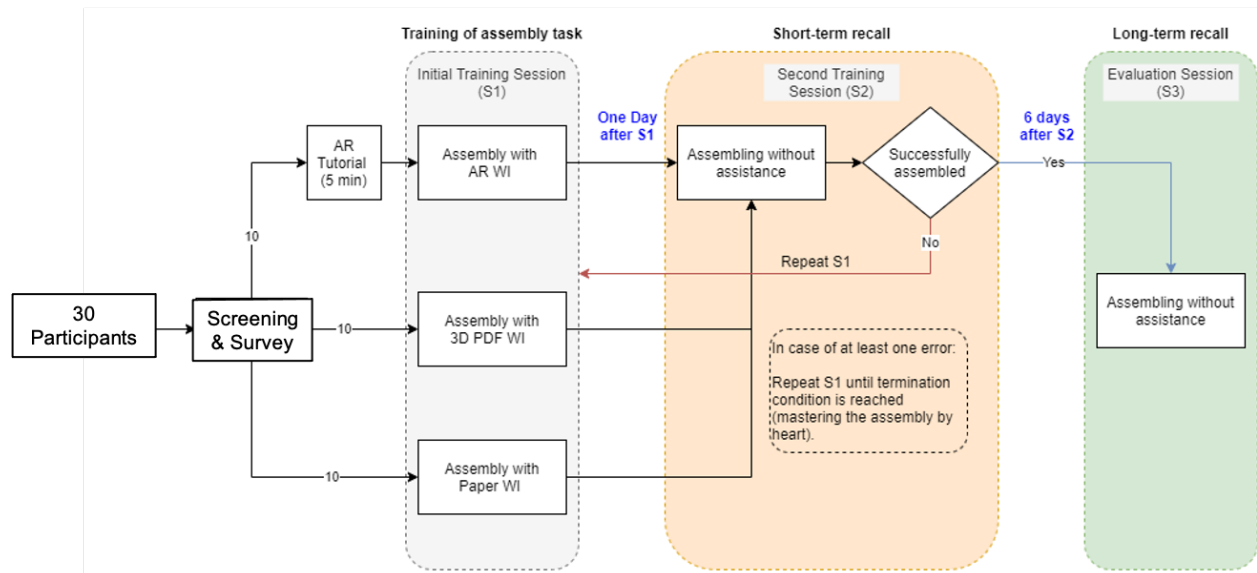 Training of assembly task
Short-term recall
Long-term recall
Initial Training Session
(S1)
Second Training
Session (S2)
Evaluation Session
(S3)
One Day
after S1
6 days
after S2
AR
Tutorial
(5 min)
Assembly with
AR WI
Assembling without
assistance
Successfully
assembled
Yes
10
No
Repeat S1
30
Participants
Screening
& Survey
10
Assembly with
3D PDF WI
Assembling without
assistance
In case of at least one error:
Repeat S1 until termination
condition is reached
(mastering the assembly by
heart).
10
Assembly with
Paper WI